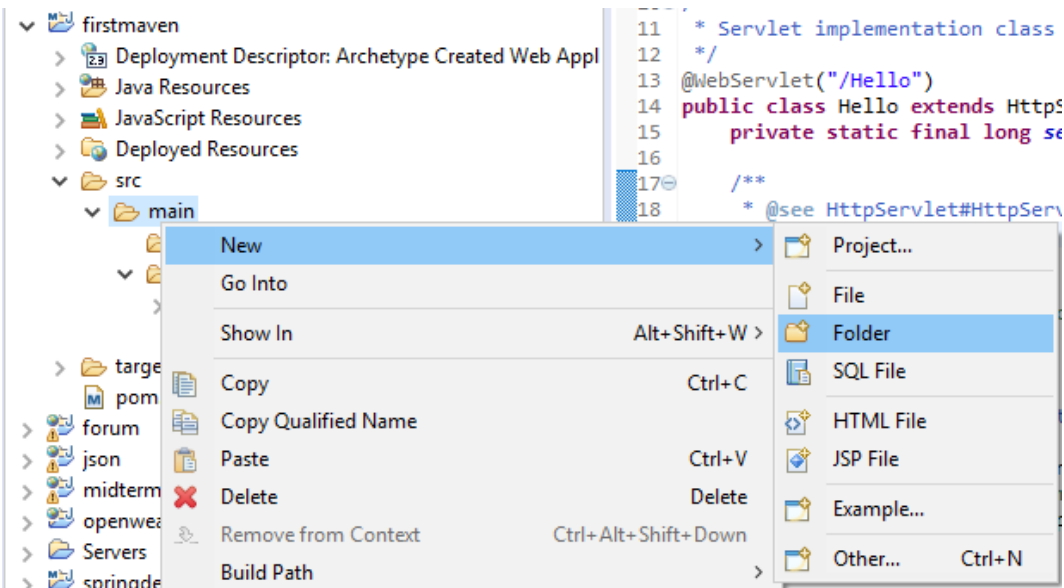 firstmaven
Deployment Descriptor: Archetype Created Web Appl
Java Resources
JavaScript Resources
Deployed Resources
src
main
targe
pom
forum
json
midterm
openwea
Servers
springde
11 * Servlet implementation class
12 */
13 @WebServlet("/Hello")
14 public class Hello extends HttpS
15 private static final long se
16
17 /**
18 * @see HttpServlet#HttpServ
New
Go Into
Show In Alt+Shift+W >
Copy Ctrl+C
Copy Qualified Name
Paste Ctrl+V
Delete Delete
Remove from Context Ctrl+Alt+Shift+Down
Build Path
Project...
File
Folder
SQL File
HTML File
JSP File
Example...
Other... Ctrl+N